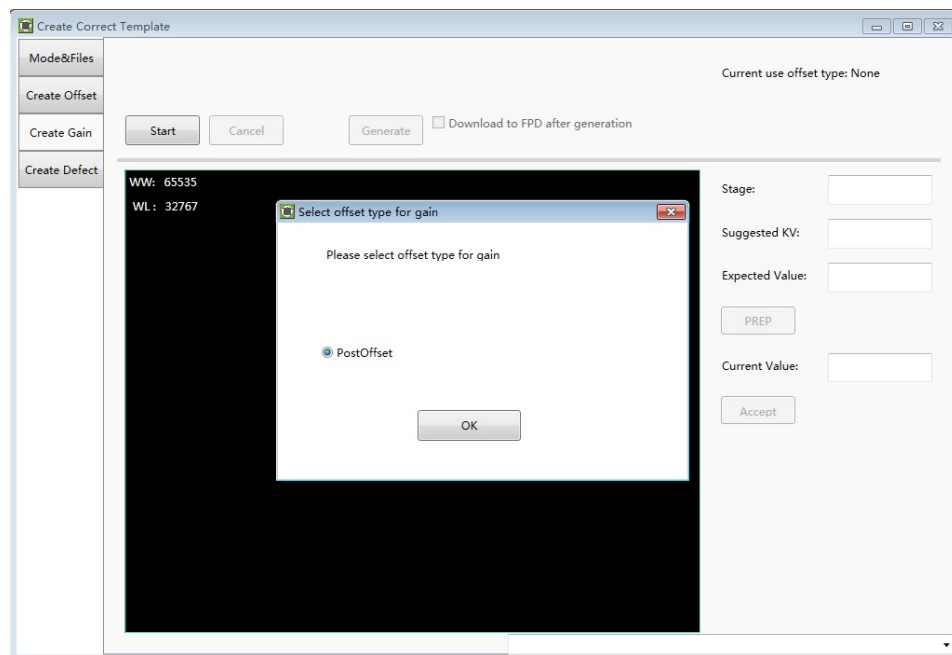 Create Correct Template
Mode&Files
Create Offset
Create Gain
Create Defect
Current use offset type: None
Start
Cancel
Generate
Download to FPD after generation
WW: 65535
WL: 32767
Select offset type for gain
Please select offset type for gain
PostOffset
OK
Stage:
Suggested KV:
Expected Value:
PREP
Current Value:
Accept